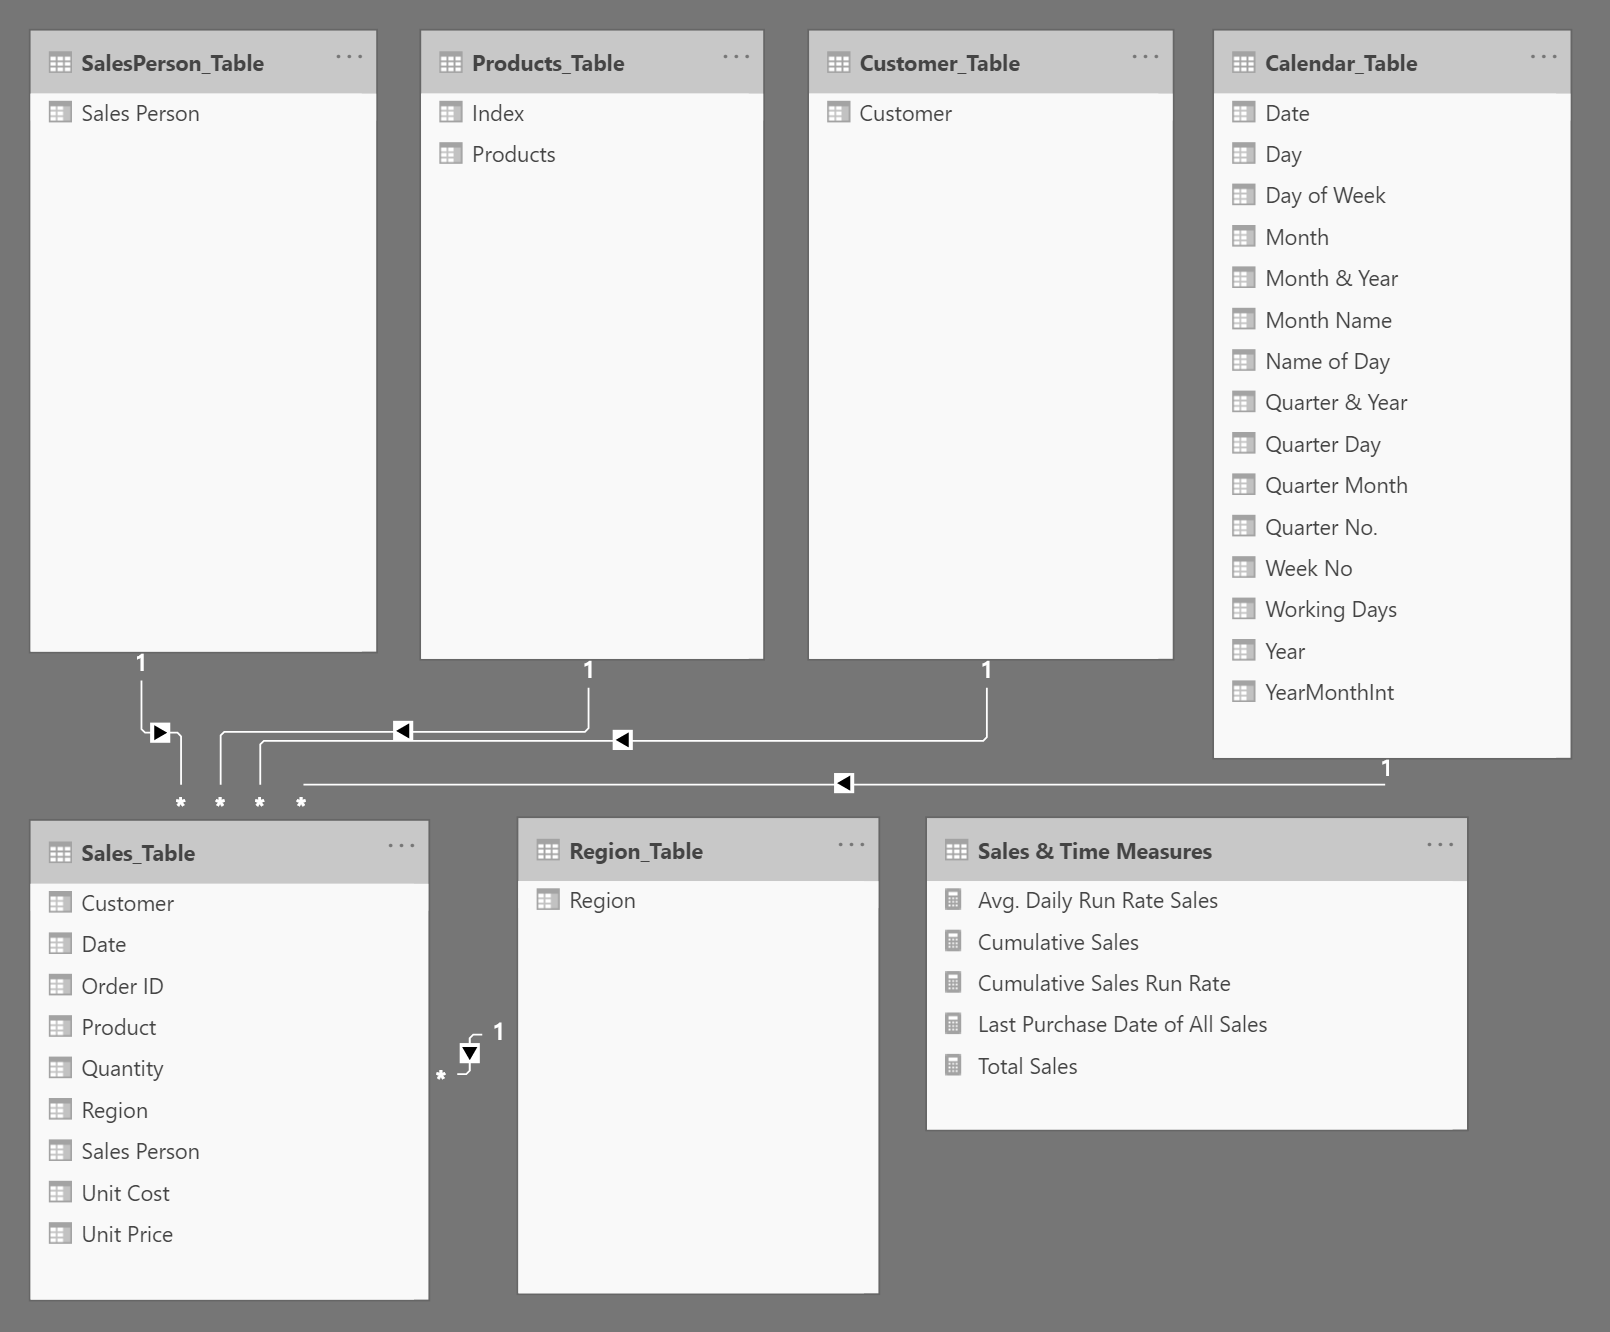 SalesPerson_Table
Sales Person
Products_Table
Index
Products
Customer_Table
Customer
Calendar_Table
Date
Day
Day of Week
Month
Month & Year
Month Name
Name of Day
Quarter & Year
Quarter Day
Quarter Month
Quarter No.
Week No
Working Days
Year
YearMonthInt
1
1
1
1
* * * *
Sales_Table
Customer
Date
Order ID
Product
Quantity
Region
Sales Person
Unit Cost
Unit Price
1
*
Region_Table
Region
Sales & Time Measures
Avg. Daily Run Rate Sales
Cumulative Sales
Cumulative Sales Run Rate
Last Purchase Date of All Sales
Total Sales